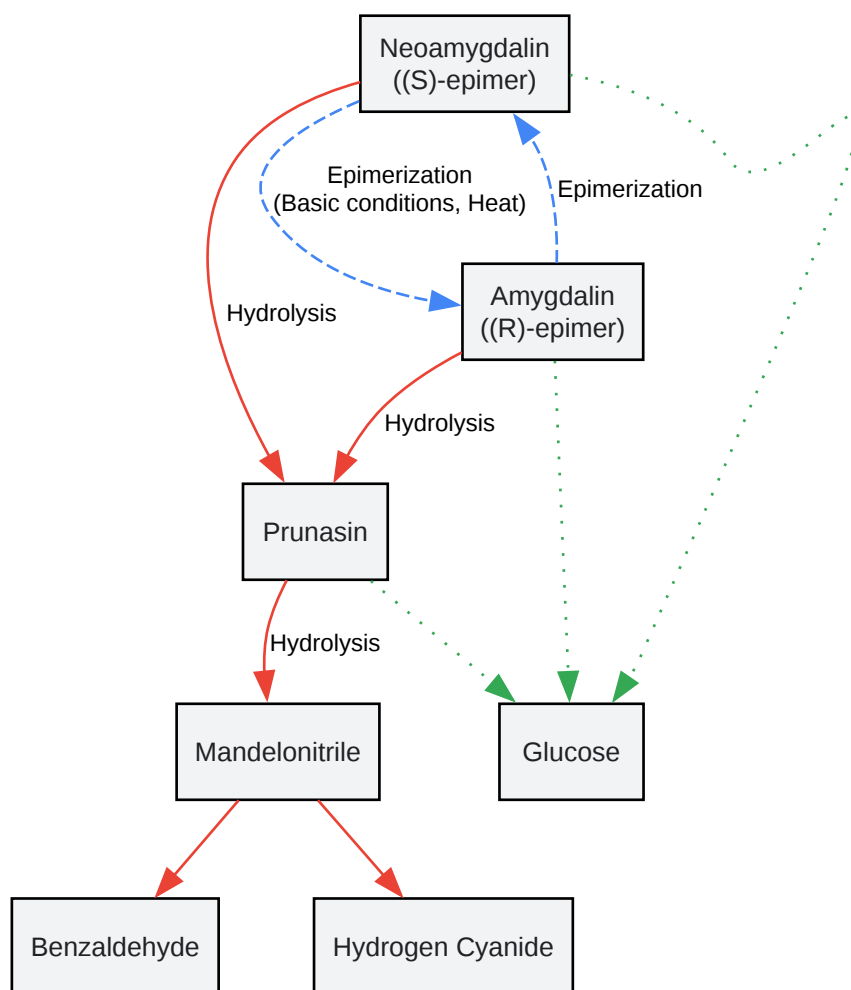 Neoamygdalin
((S)-epimer)
Epimerization
(Basic conditions, Heat)
Epimerization
Amygdalin
((R)-epimer)
Hydrolysis
Hydrolysis
Prunasin
Hydrolysis
Mandelonitrile
Glucose
Benzaldehyde
Hydrogen Cyanide